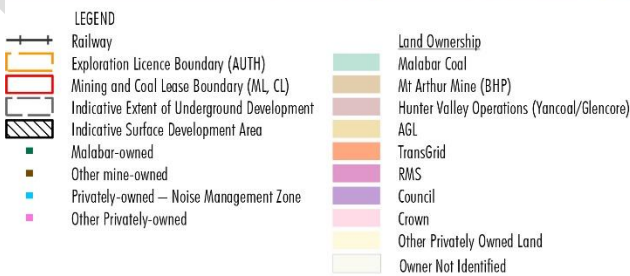 LEGEND
Railway
Exploration Licence Boundary (AUTH)
Mining and Coal Lease Boundary (ML, CL)
Indicative Extent of Underground Development
Indicative Surface Development Area
Malabar-owned
Other mine-owned
Privately-owned – Noise Management Zone
Other Privately-owned
Land Ownership
Malabar Coal
Mt Arthur Mine (BHP)
Hunter Valley Operations (Yancoal/Glencore)
AGL
TransGrid
RMS
Council
Crown
Other Privately Owned Land
Owner Not Identified